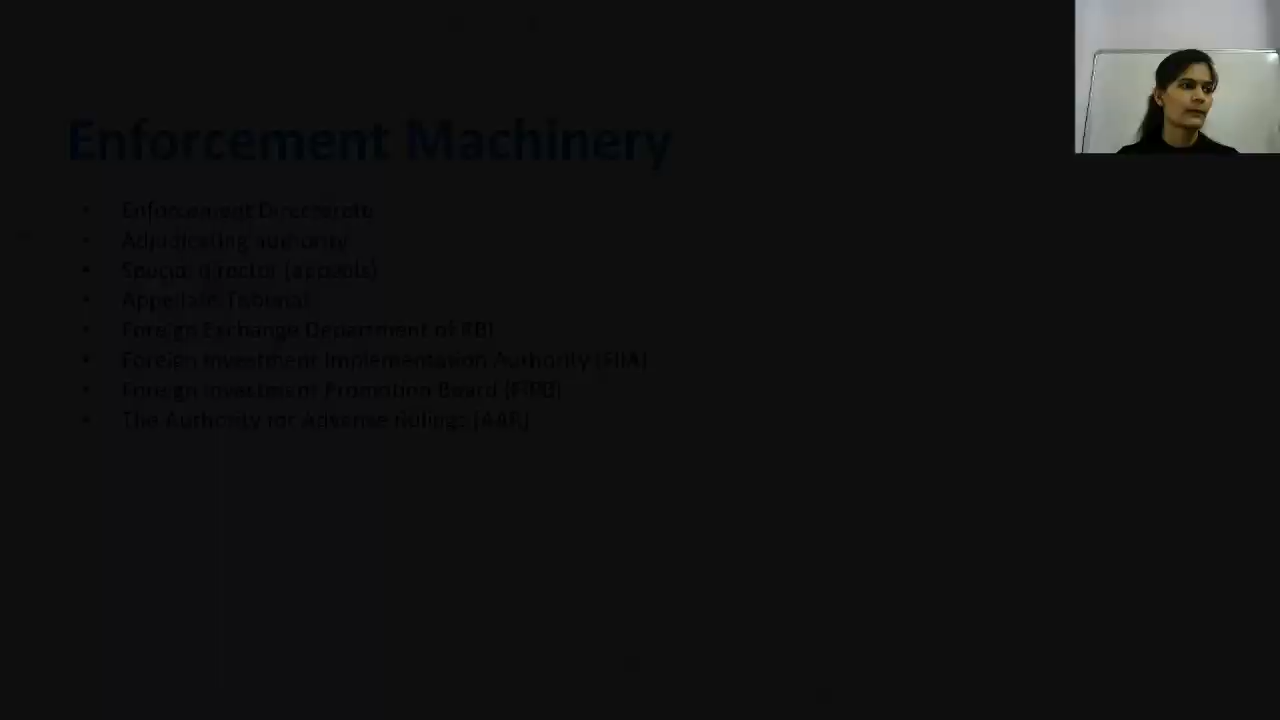 Enforcement Machinery
Enforcement Directorate
Adjudicating authority
Special director (appeals)
Appellate Tribunal
Foreign Exchange Department of RBI
Foreign Investment Implementation Authority (FIIA)
Foreign Investment Promotion Board (FIPB)
The Authority for Advance Rulings (AAR)